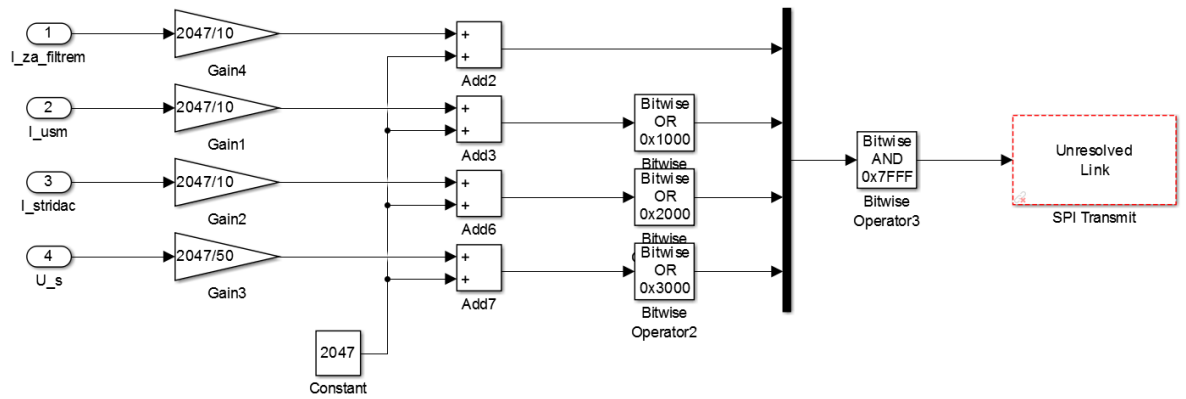 1
I_za_filtrem
2047/10
Gain4
+
+
Add2
2
I_usm
2047/10
Gain1
+
+
Add3
Bitwise
OR
0x1000
Bitwise
3
I_stridac
2047/10
Gain2
+
+
Add6
Bitwise
OR
0x2000
Bitwise
4
U_s
2047/50
Gain3
+
+
Add7
Bitwise
OR
0x3000
Bitwise
Operator2
2047
Constant
Bitwise
AND
0x7FFF
Bitwise
Operator3
Unresolved
Link
SPI Transmit